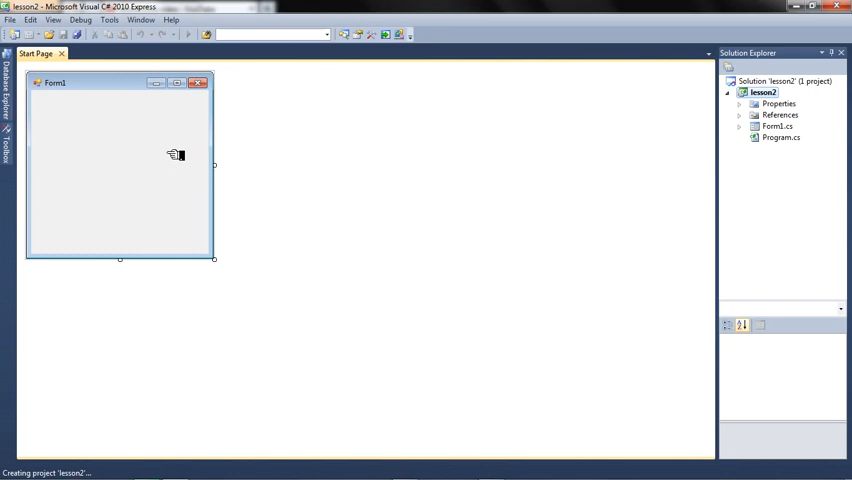 lesson2 - Microsoft Visual C# 2010 Express
File Edit View Debug Tools Window Help
Start Page
Solution Explorer
Database Explorer
Toolbox
Form1
Solution 'lesson2' (1 project)
lesson2
Properties
References
Form1.cs
Program.cs
Creating project 'lesson2'...